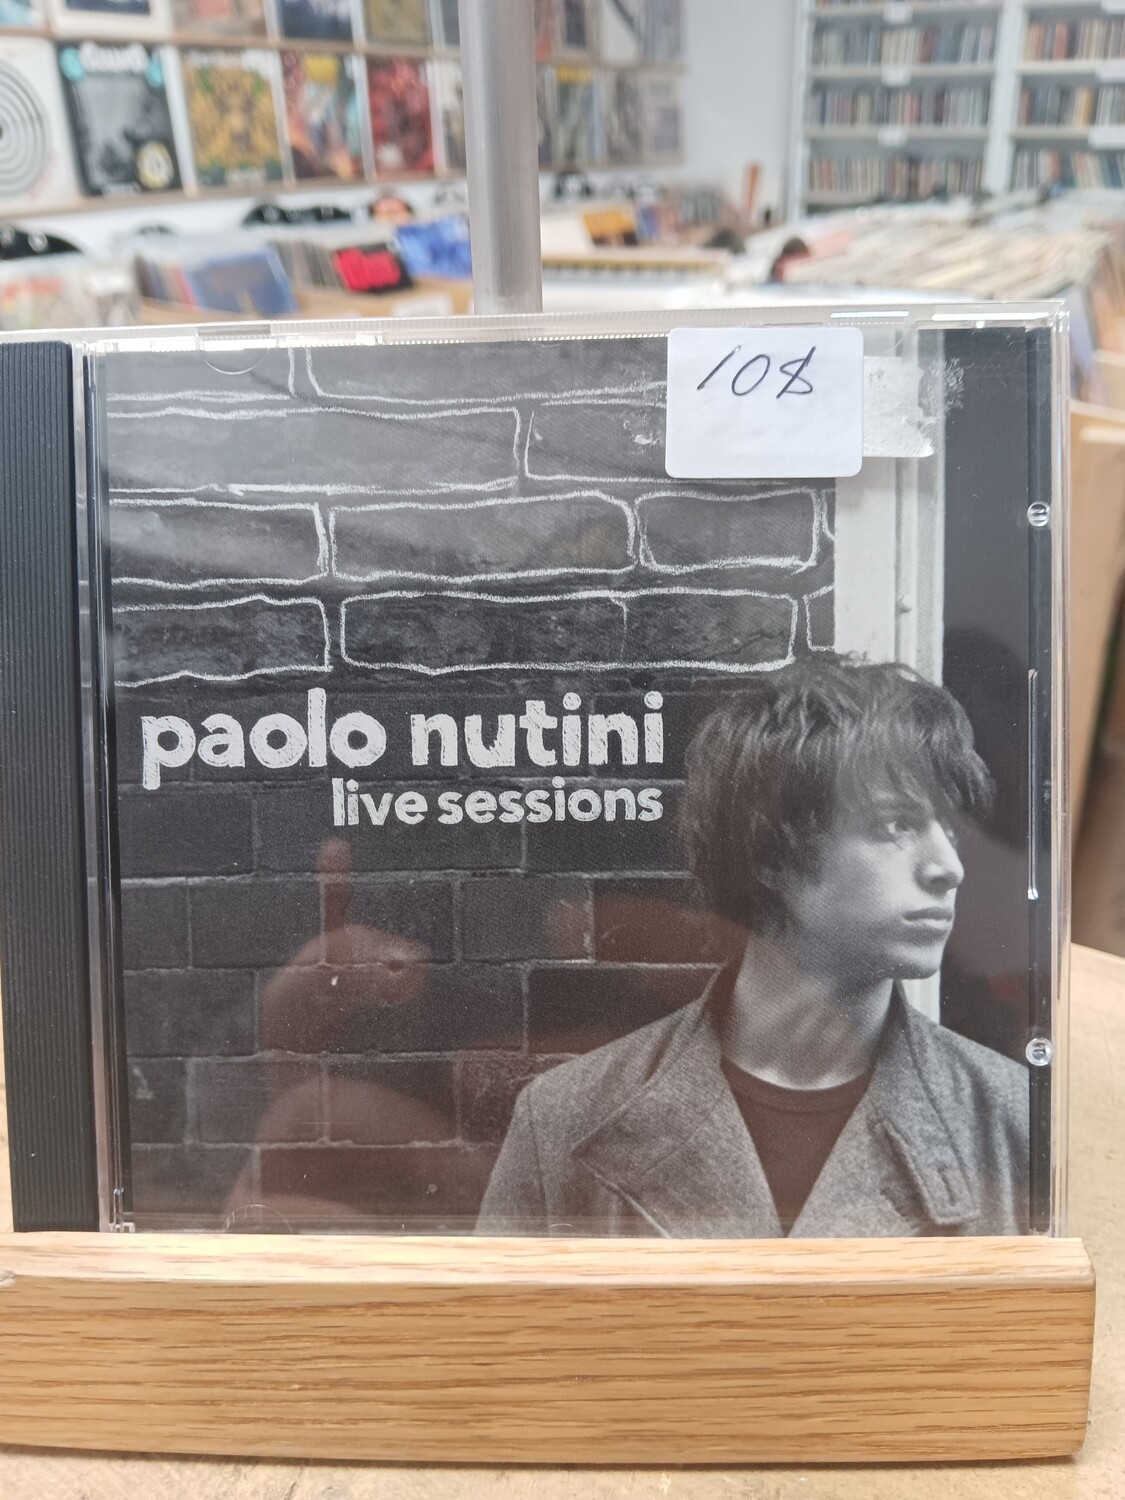 10$
paolo nutini
live sessions